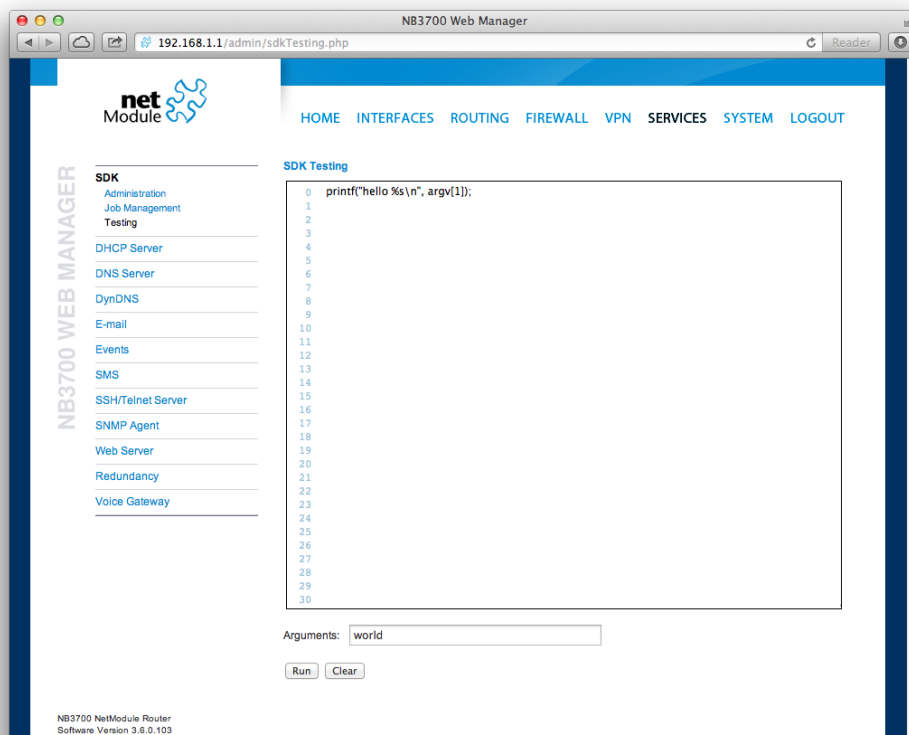 NB3700 Web Manager
192.168.1.1/admin/sdkTesting.php
Reader
net
Module
HOME INTERFACES ROUTING FIREWALL VPN SERVICES SYSTEM LOGOUT
NB3700 WEB MANAGER
SDK
Administration
Job Management
Testing
DHCP Server
DNS Server
DynDNS
E-mail
Events
SMS
SSH/Telnet Server
SNMP Agent
Web Server
Redundancy
Voice Gateway
SDK Testing
0 printf("hello %s\n", argv[1]);
1
2
3
4
5
6
7
8
9
10
11
12
13
14
15
16
17
18
19
20
21
22
23
24
25
26
27
28
29
30
Arguments: world
Run Clear
NB3700 NetModule Router
Software Version 3.6.0.103